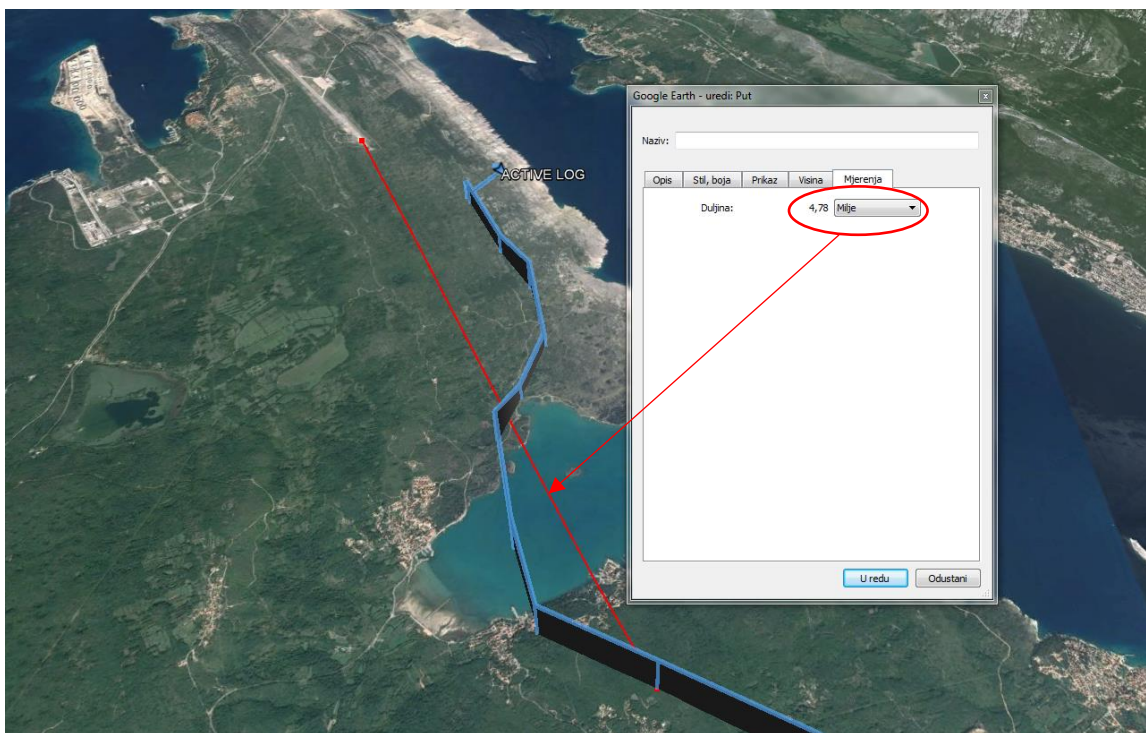 ACTIVE LOG
Google Earth - uredi: Put
Naziv:
Opis Stil, boja Prikaz Visina Mjerenja
Duljina: 4,78 Milje
U redu Odustani